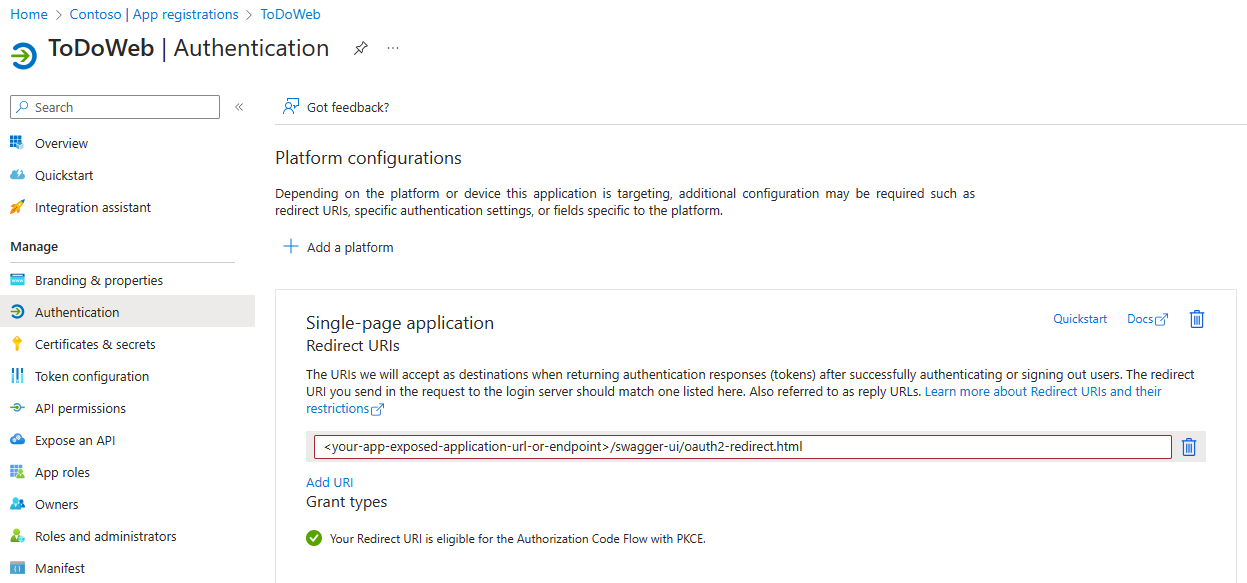 Home > Contoso | App registrations > ToDoWeb
ToDoWeb | Authentication
Search
Overview
Quickstart
Integration assistant
Manage
Branding & properties
Authentication
Certificates & secrets
Token configuration
API permissions
Expose an API
App roles
Owners
Roles and administrators
Manifest
Got feedback?
Platform configurations
Depending on the platform or device this application is targeting, additional configuration may be required such as
redirect URIs, specific authentication settings, or fields specific to the platform.
Add a platform
Single-page application
Quickstart
Docs
Redirect URIs
The URIs we will accept as destinations when returning authentication responses (tokens) after successfully authenticating or signing out users. The redirect
URI you send in the request to the login server should match one listed here. Also referred to as reply URLs. Learn more about Redirect URIs and their
restrictions
<your-app-exposed-application-url-or-endpoint>/swagger-ui/oauth2-redirect.html
Add URI
Grant types
Your Redirect URI is eligible for the Authorization Code Flow with PKCE.